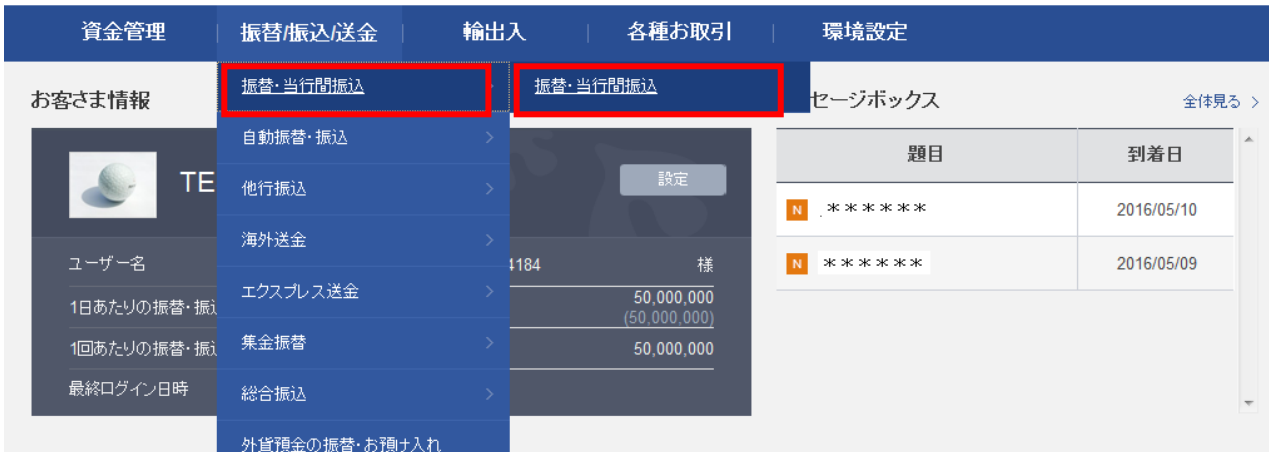 資金管理 振替/振込/送金 輸出入 各種お取引 環境設定
振替・当行間振込 振替・当行間振込
お客さま情報
セージボックス 全体見る >
自動振替・振込
題目 到着日
TE
他行振込
設定
N .****** 2016/05/10
海外送金
ユーザー名 4184 様
N ****** 2016/05/09
エクスプレス送金
1日あたりの振替・振込 50,000,000
(50,000,000)
集金振替
1回あたりの振替・振込 50,000,000
最終ログイン日時
総合振込
外貨預金の振替・お預け入れ